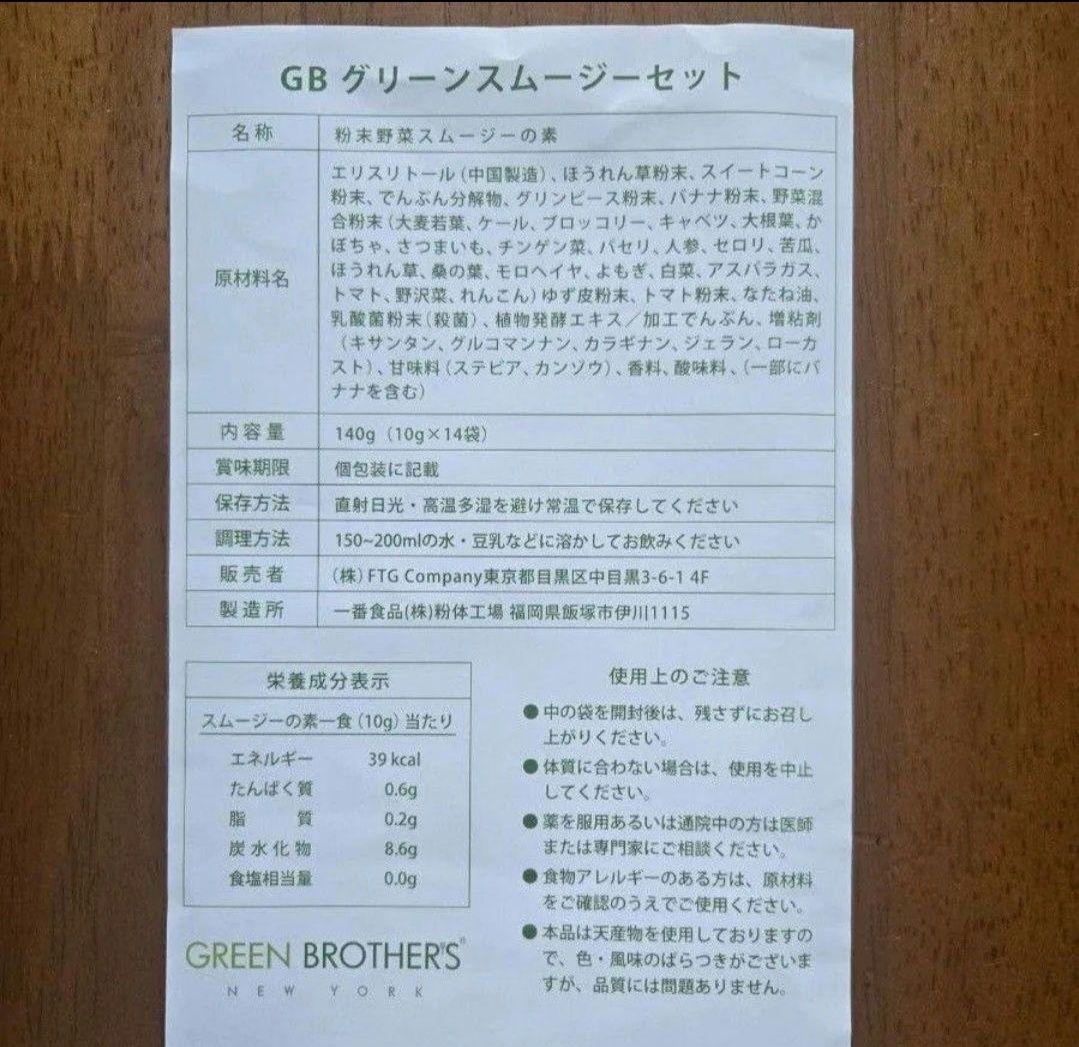 GB グリーンスムージーセット
名称 粉末野菜スムージーの素
原材料名
エリスリトール(中国製造)、ほうれん草粉末、スイートコーン
粉末、でんぷん分解物、グリンピース粉末、バナナ粉末、野菜混
合粉末(大麦若葉、ケール、ブロッコリー、キャベツ、大根葉、か
ぼちゃ、さつまいも、チンゲン菜、パセリ、人参、セロリ、苦瓜、
ほうれん草、桑の葉、モロヘイヤ、よもぎ、白菜、アスパラガス、
トマト、野沢菜、れんこん)ゆず皮粉末、トマト粉末、なたね油、
乳酸菌粉末(殺菌)、植物発酵エキス/加工でんぷん、増粘剤
(キサンタン、グルコマンナン、カラギナン、ジェラン、ローカ
スト)、甘味料(ステビア、カンゾウ)、香料、酸味料、(一部にバ
ナナを含む)
内容量 140g(10g×14袋)
賞味期限 個包装に記載
保存方法 直射日光・高温多湿を避け常温で保存してください
調理方法 150~200mlの水・豆乳などに溶かしてお飲みください
販売者 (株)FTG Company東京都目黒区中目黒3-6-1 4F
製造所 一番食品(株)粉体工場 福岡県飯塚市伊川1115
栄養成分表示
スムージーの素一食(10g)当たり
エネルギー 39 kcal
たんぱく質 0.6g
脂質 0.2g
炭水化物 8.6g
食塩相当量 0.0g
GREEN BROTHER'S®
NEW YORK
使用上のご注意
●中の袋を開封後は、残さずにお召し
上がりください。
●体質に合わない場合は、使用を中止
してください。
●薬を服用あるいは通院中の方は医師
または専門家にご相談ください。
●食物アレルギーのある方は、原材料
をご確認のうえでご使用ください。
●本品は天産物を使用しておりますの
で、色・風味のばらつきがございま
すが、品質には問題ありません。